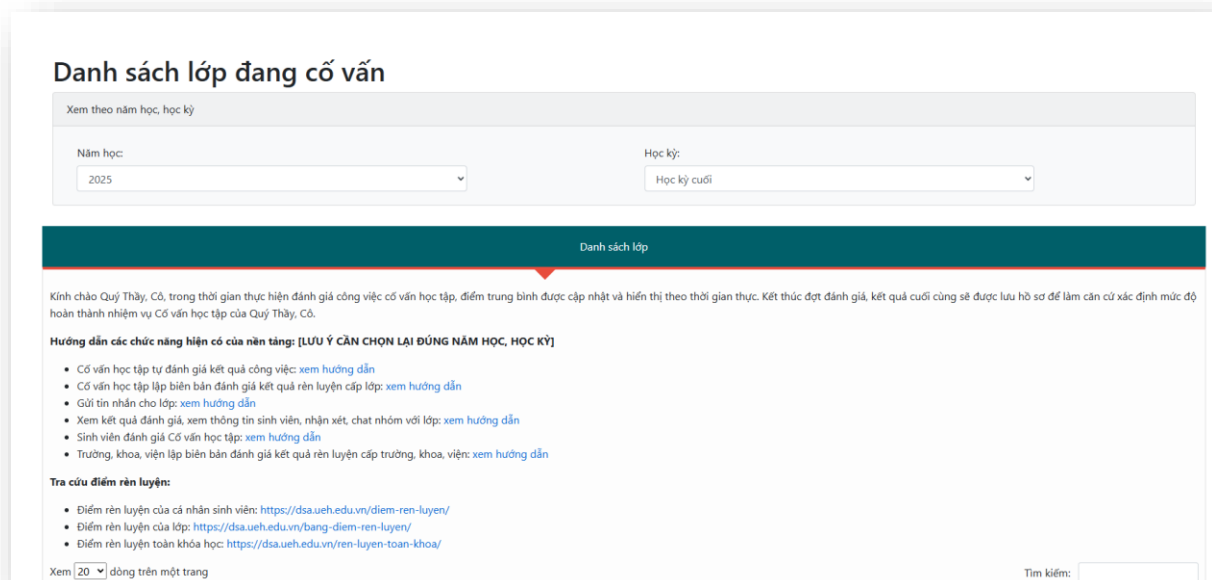 Danh sách lớp đang cố vấn
Xem theo năm học, học kỳ
Năm học:
Học kỳ:
2025
Học kỳ cuối
Danh sách lớp
Kính chào Quý Thầy, Cô, trong thời gian thực hiện đánh giá công việc cố vấn học tập, điểm trung bình được cập nhật và hiển thị theo thời gian thực. Kết thúc đợt đánh giá, kết quả cuối cùng sẽ được lưu hồ sơ để làm căn cứ xác định mức độ
hoàn thành nhiệm vụ Cố vấn học tập của Quý Thầy, Cô.
Hướng dẫn các chức năng hiện có của nền tảng: [LƯU Ý CẦN CHỌN LẠI ĐÚNG NĂM HỌC, HỌC KỲ]
• Cố vấn học tập tự đánh giá kết quả công việc: xem hướng dẫn
• Cố vấn học tập lập biên bản đánh giá kết quả rèn luyện cấp lớp: xem hướng dẫn
• Gửi tin nhắn cho lớp: xem hướng dẫn
• Xem kết quả đánh giá, xem thông tin sinh viên, nhận xét, chat nhóm với lớp: xem hướng dẫn
• Sinh viên đánh giá Cố vấn học tập: xem hướng dẫn
• Trường, khoa, viện lập biên bản đánh giá kết quả rèn luyện cấp trường, khoa, viện: xem hướng dẫn
Tra cứu điểm rèn luyện:
• Điểm rèn luyện của cá nhân sinh viên: https://dsa.ueh.edu.vn/diem-ren-luyen/
• Điểm rèn luyện của lớp: https://dsa.ueh.edu.vn/bang-diem-ren-luyen/
• Điểm rèn luyện toàn khóa học: https://dsa.ueh.edu.vn/ren-luyen-toan-khoa/
Xem 20 dòng trên một trang
Tìm kiếm: